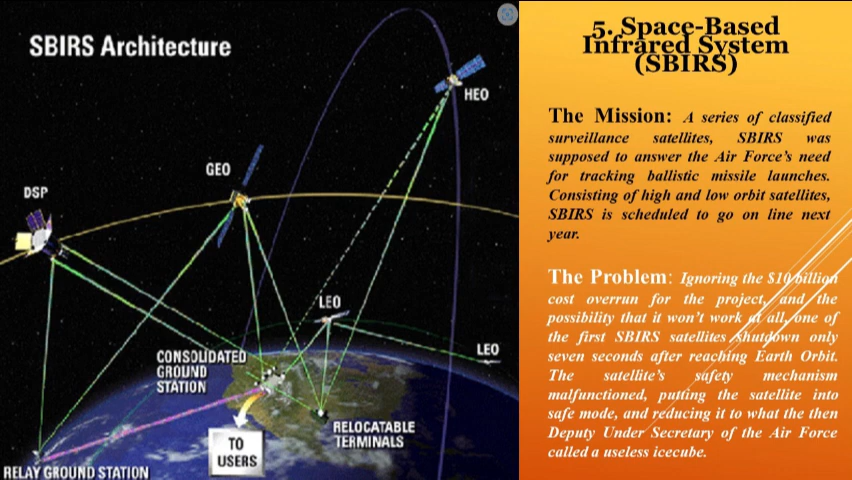 SBIRS Architecture
HEO
GEO
DSP
LEO
LEO
CONSOLIDATED
GROUND
STATION
RELOCATABLE
TERMINALS
TO
USERS
RELAY GROUND STATION
5. Space-Based
Infrared System
(SBIRS)
The Mission: A series of classified
surveillance satellites, SBIRS was
supposed to answer the Air Force's need
for tracking ballistic missile launches.
Consisting of high and low orbit satellites,
SBIRS is scheduled to go on line next
year.
The Problem: Ignoring the $10 billion
cost overrun for the project, and the
possibility that it won't work at all, one of
the first SBIRS satellites shutdown only
seven seconds after reaching Earth Orbit.
The satellite's safety mechanism
malfunctioned, putting the satellite into
safe mode, and reducing it to what the then
Deputy Under Secretary of the Air Force
called a useless icecube.